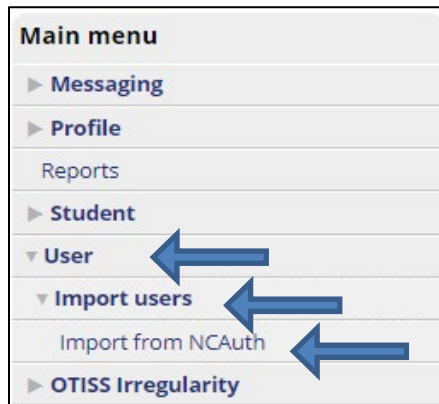 Main menu
Messaging
Profile
Reports
Student
User
Import users
Import from NCAuth
OTISS Irregularity